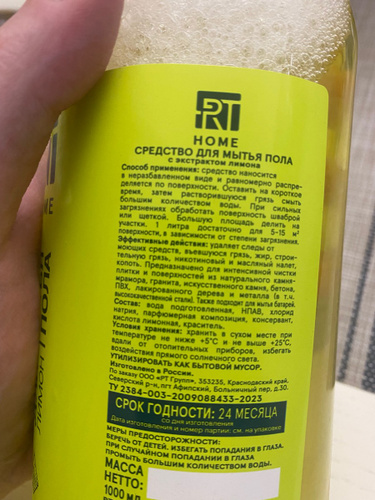 PRT
HOME
СРЕДСТВО ДЛЯ МЫТЬЯ ПОЛА
с экстрактом лимона
Способ применения: средство наносится
в неразбавленном виде и равномерно распре-
деляется по поверхности. Оставить на короткое
время, затем растворившуюся грязь смыть
большим количеством воды. При сильных
загрязнениях обработать поверхность шваброй
или щеткой. Большую площадь делить на
участки. 1 литра достаточно для 5-15 м²
поверхности, в зависимости от степени загрязнения.
Эффективные действия: удаляет следы от
моющих средств, въевшуюся грязь, жир, строи-
тельную грязь, никотиновый и масляный налет,
копоть. Предназначено для интенсивной чистки
плитки и поверхностей из натурального камня-
мрамора, гранита, искусственного камня, бетона,
ПВХ, лакированного дерева и металла (в т.ч.
высококачественной стали). Также подходит для мытья батарей.
Состав: вода подготовленная, НПАВ, хлорид
натрия, парфюмерная композиция, консервант,
кислота лимонная, краситель.
Условия хранения: хранить в сухом месте при
температуре не ниже +5°С и не выше +25°С,
вдали от отопительных приборов, избегать
воздействия прямого солнечного света.
УТИЛИЗИРОВАТЬ КАК БЫТОВОЙ МУСОР.
Изготовлено в России.
По заказу ООО «РТ Групп», 353235, Краснодарский край,
Северский р-н, пгт Афипский, Больничный пер, д.30.
ТУ 2384-003-2009088433-2023
СРОК ГОДНОСТИ: 24 МЕСЯЦА
со дня изготовления
Дата изготовления и номер партии: см. на упаковке
МЕРЫ ПРЕДОСТОРОЖНОСТИ:
БЕРЕЧЬ ОТ ДЕТЕЙ. ИЗБЕГАТЬ ПОПАДАНИЯ В ГЛАЗА.
ПРИ СЛУЧАЙНОМ ПОПАДАНИИ В ГЛАЗА
ПРОМЫТЬ БОЛЬШИМ КОЛИЧЕСТВОМ ВОДЫ.
МАССА
НЕТТО:
1000 мл
ПОЛА